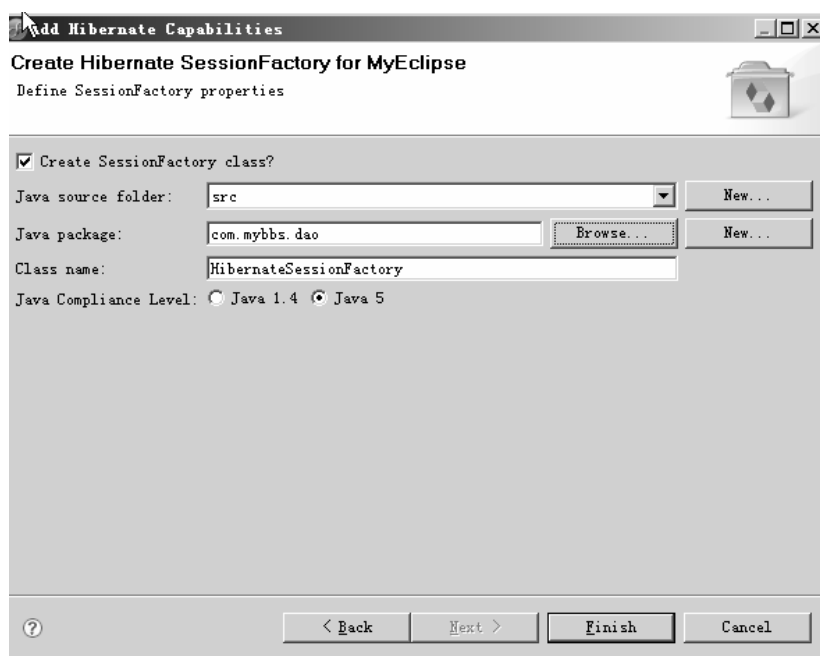 Add Hibernate Capabilities
Create Hibernate SessionFactory for MyEclipse
Define SessionFactory properties
Create SessionFactory class?
Java source folder: src New...
Java package: com.mybbs.dao Browse... New...
Class name: HibernateSessionFactory
Java Compliance Level: Java 1.4 Java 5
? < Back Next > Finish Cancel